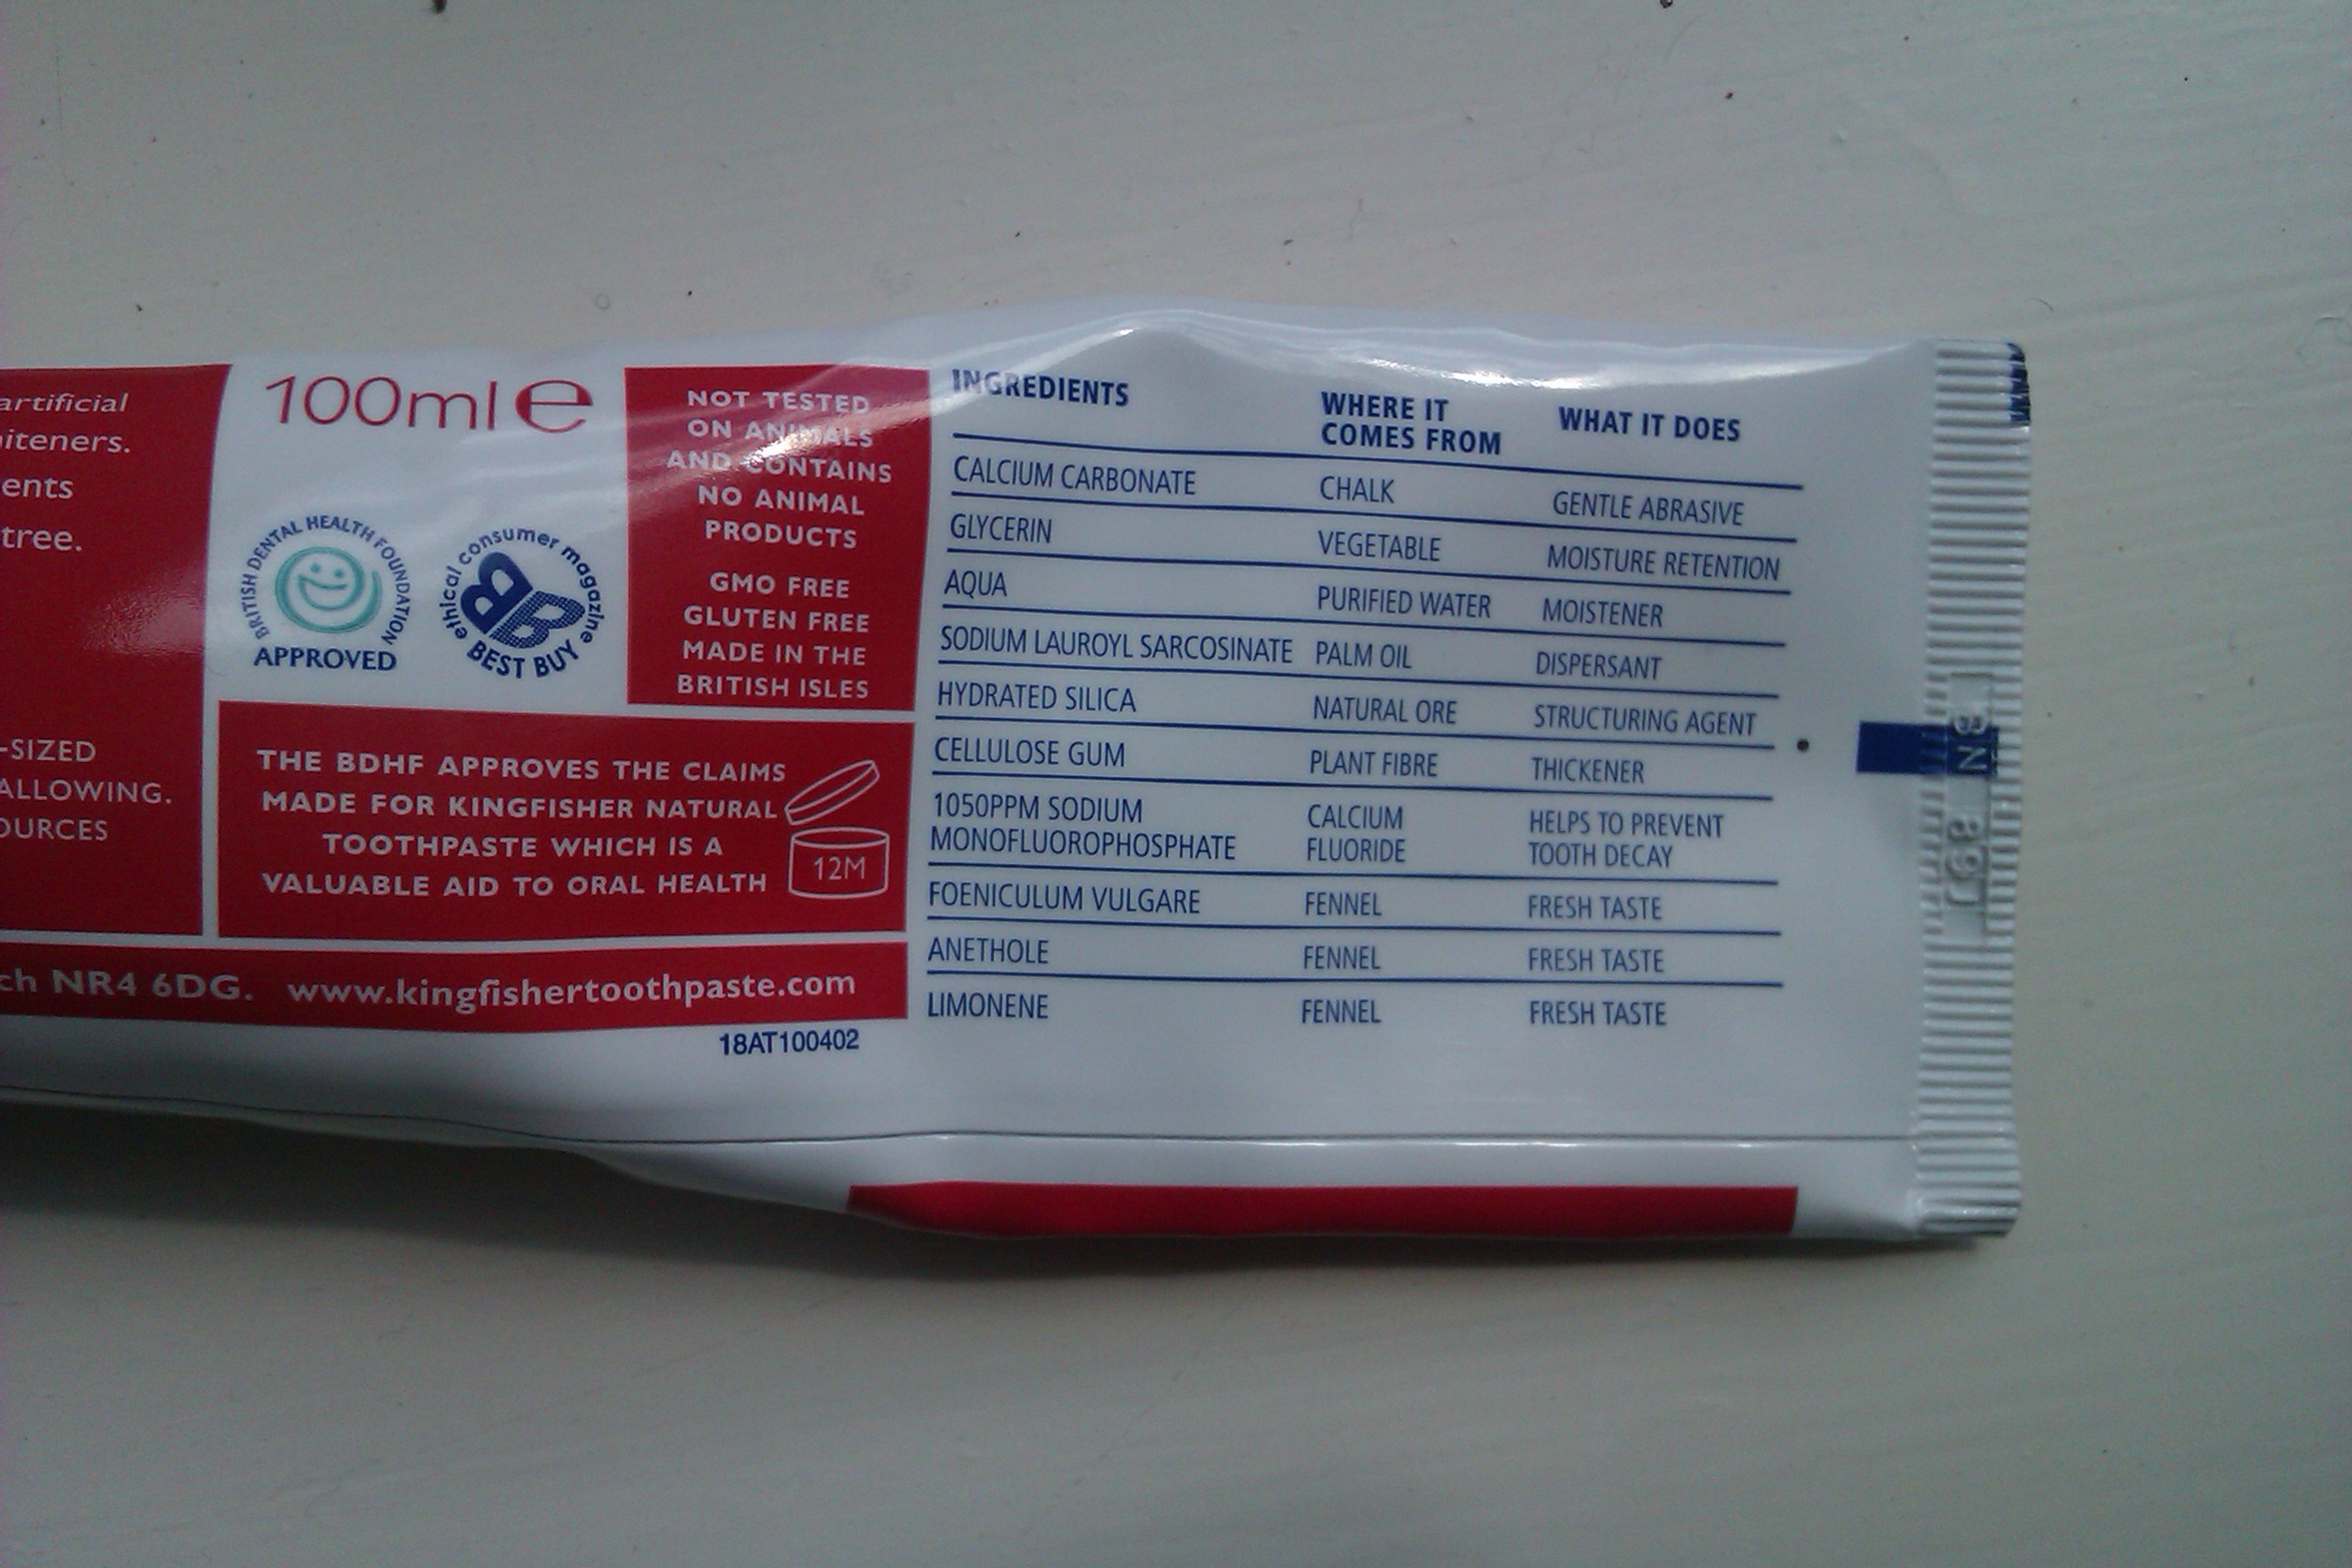 artificial
iteners.
ents
tree.
-SIZED
ALLOWING.
OURCES
ch NR4 6DG. www.kingfishertoothpaste.com
100ml e
BRITISH DENTAL HEALTH FOUNDATION
APPROVED
ethical consumer magazine
BEST BUY
NOT TESTED
ON ANIMALS
AND CONTAINS
NO ANIMAL
PRODUCTS
GMO FREE
GLUTEN FREE
MADE IN THE
BRITISH ISLES
THE BDHF APPROVES THE CLAIMS
MADE FOR KINGFISHER NATURAL
TOOTHPASTE WHICH IS A
VALUABLE AID TO ORAL HEALTH
12M
18AT100402
INGREDIENTS WHERE IT COMES FROM WHAT IT DOES
CALCIUM CARBONATE CHALK GENTLE ABRASIVE
GLYCERIN VEGETABLE MOISTURE RETENTION
AQUA PURIFIED WATER MOISTENER
SODIUM LAUROYL SARCOSINATE PALM OIL DISPERSANT
HYDRATED SILICA NATURAL ORE STRUCTURING AGENT
CELLULOSE GUM PLANT FIBRE THICKENER
1050PPM SODIUM CALCIUM HELPS TO PREVENT
MONOFLUOROPHOSPHATE FLUORIDE TOOTH DECAY
FOENICULUM VULGARE FENNEL FRESH TASTE
ANETHOLE FENNEL FRESH TASTE
LIMONENE FENNEL FRESH TASTE